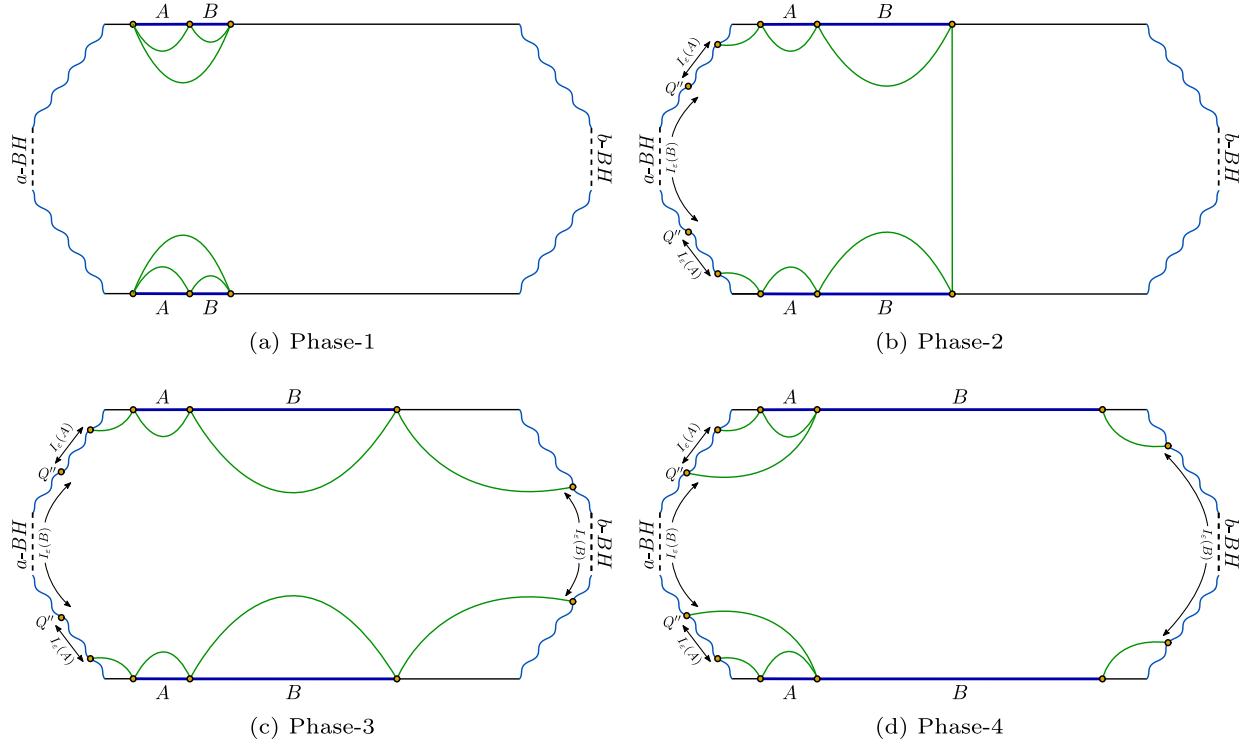 A B
a-BH
b-BH
A B
(a) Phase-1
A B
I_ε(A)
Q′′
a-BH
I_ε(B)
b-BH
Q′′
I_ε(A)
A B
(b) Phase-2
A B
I_ε(A)
Q′′
a-BH
I_ε(B)
I_ε(B)
b-BH
Q′′
I_ε(A)
A B
(c) Phase-3
A B
I_ε(A)
Q′′
a-BH
I_ε(B)
I_ε(B)
b-BH
Q′′
I_ε(A)
A B
(d) Phase-4